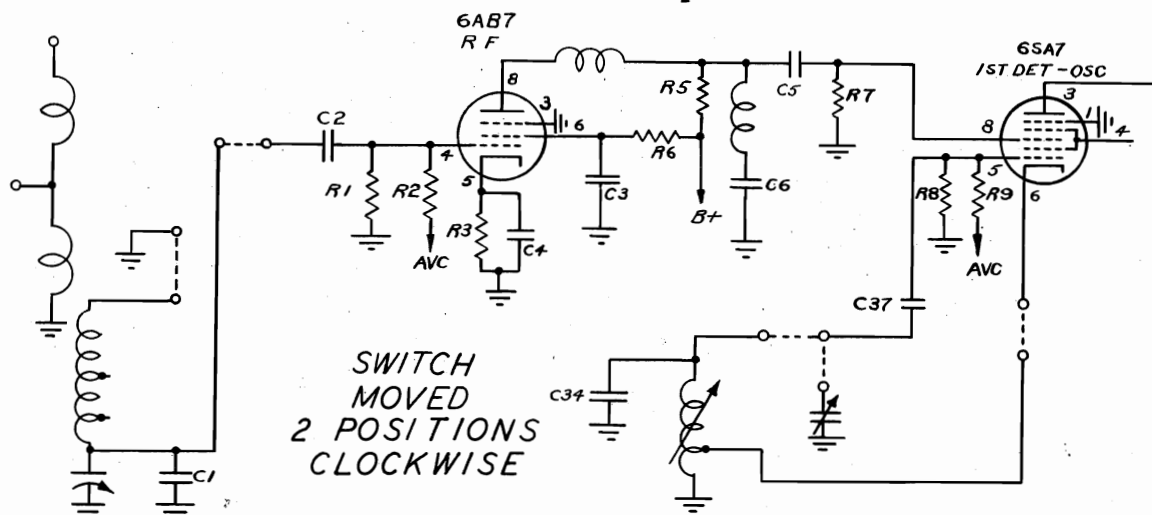 6AB7
RF
6SA7
1ST DET-OSC
8
3
6
4
5
C2
R1
R2
AVC
R3
C4
C3
R6
R5
B+
C6
C5
R7
8
3
1
4
5
6
R8
R9
AVC
C37
C34
C1
SWITCH
MOVED
2 POSITIONS
CLOCKWISE